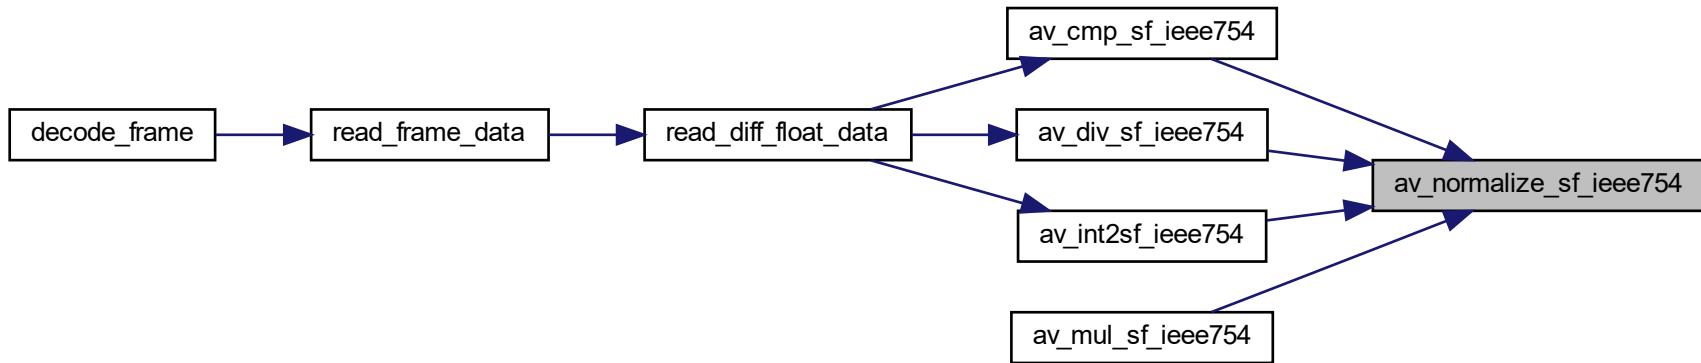 av_cmp_sf_ieee754
decode_frame
read_frame_data
read_diff_float_data
av_div_sf_ieee754
av_normalize_sf_ieee754
av_int2sf_ieee754
av_mul_sf_ieee754